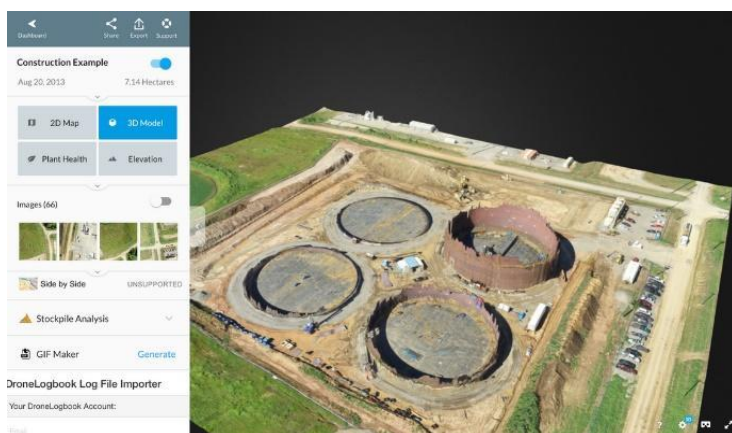 Dashboard
Share Export Support
Construction Example
Aug 20, 2013 7.14 Hectares
2D Map 3D Model
Plant Health Elevation
Images (66)
Side by Side UNSUPPORTED
Stockpile Analysis
GIF Maker Generate
DroneLogbook Log File Importer
Your DroneLogbook Account:
Email
?